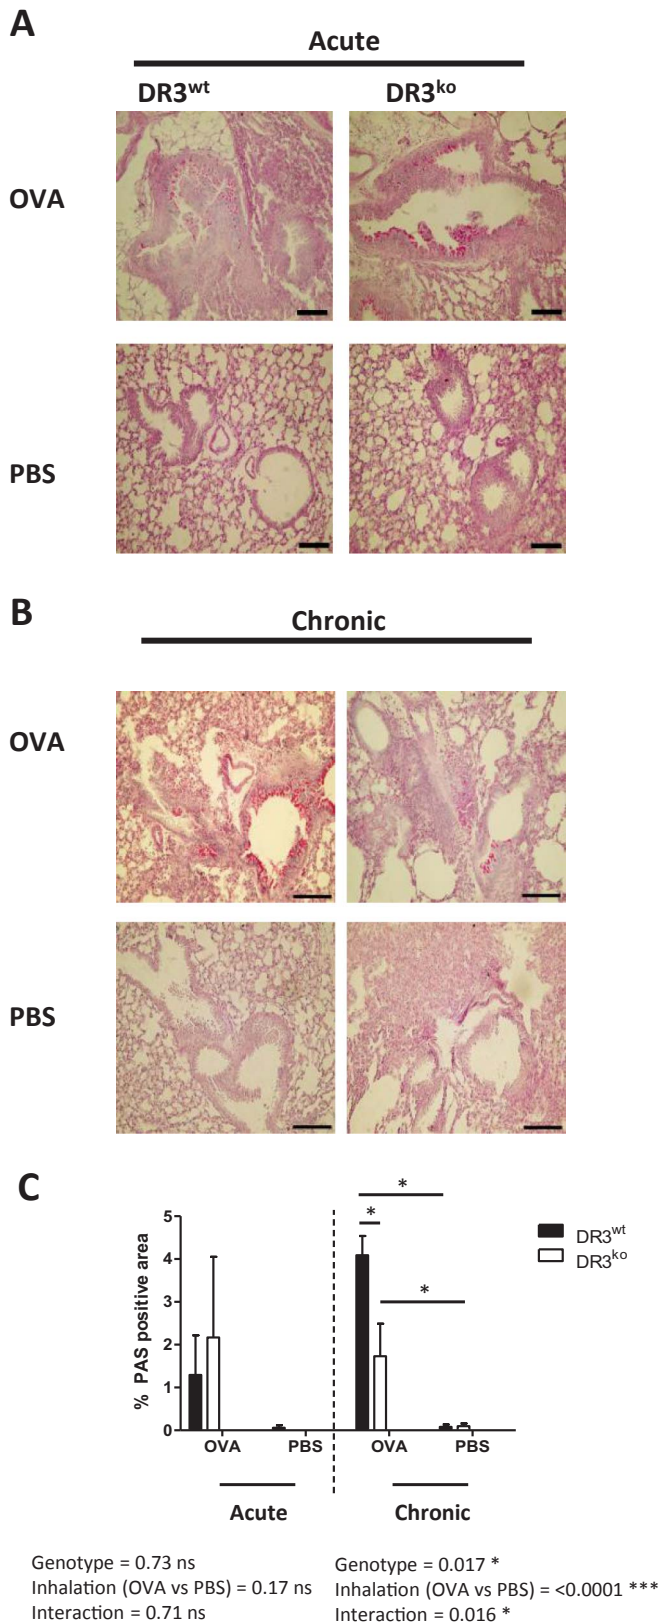 A
Acute
DR3wt DR3ko
OVA
PBS
B
Chronic
OVA
PBS
C
% PAS positive area
5
4
3
2
1
0
* 
*
*
DR3wt
DR3ko
OVA PBS OVA PBS
Acute Chronic
Genotype = 0.73 ns
Inhalation (OVA vs PBS) = 0.17 ns
Interaction = 0.71 ns
Genotype = 0.017 *
Inhalation (OVA vs PBS) = <0.0001 ***
Interaction = 0.016 *